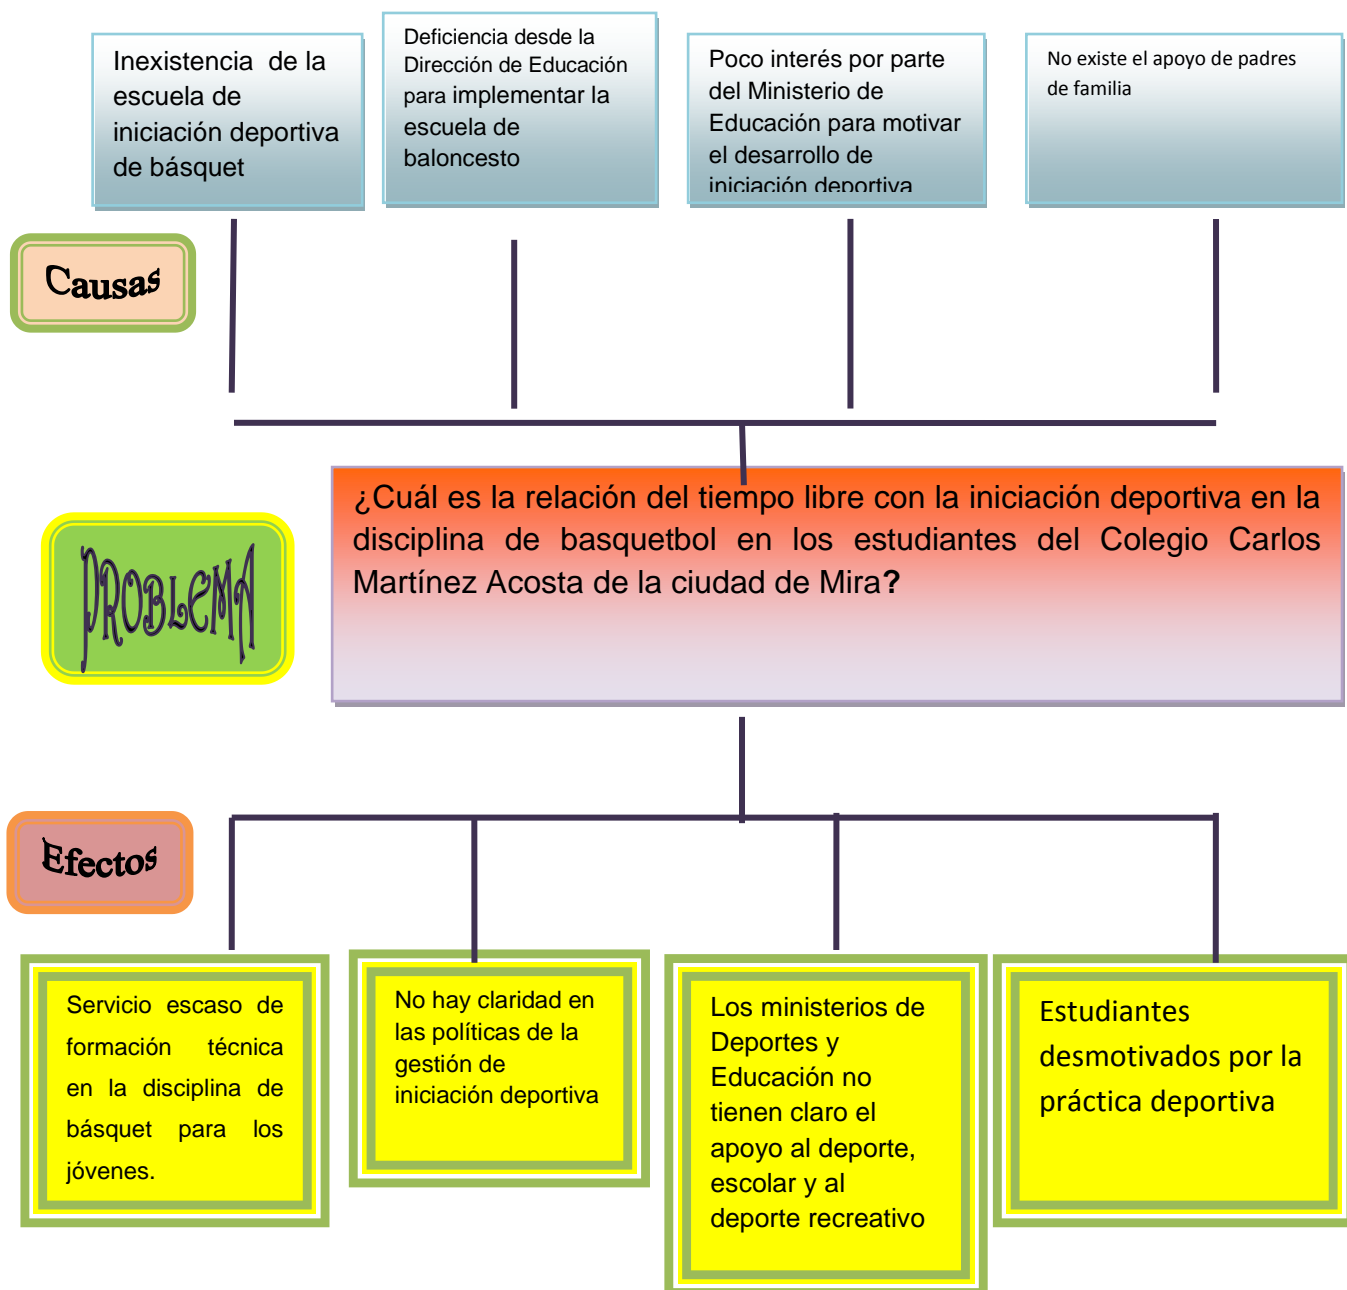 Inexistencia de la
escuela de
iniciación deportiva
de básquet
Deficiencia desde la
Dirección de Educación
para implementar la
escuela de
baloncesto
Poco interés por parte
del Ministerio de
Educación para motivar
el desarrollo de
iniciación deportiva
No existe el apoyo de padres
de familia
Causas
¿Cuál es la relación del tiempo libre con la iniciación deportiva en la
disciplina de basquetbol en los estudiantes del Colegio Carlos
Martínez Acosta de la ciudad de Mira?
PROBLEMA
Efectos
Servicio escaso de
formación técnica
en la disciplina de
básquet para los
jóvenes.
No hay claridad en
las políticas de la
gestión de
iniciación deportiva
Los ministerios de
Deportes y
Educación no
tienen claro el
apoyo al deporte,
escolar y al
deporte recreativo
Estudiantes
desmotivados por la
práctica deportiva